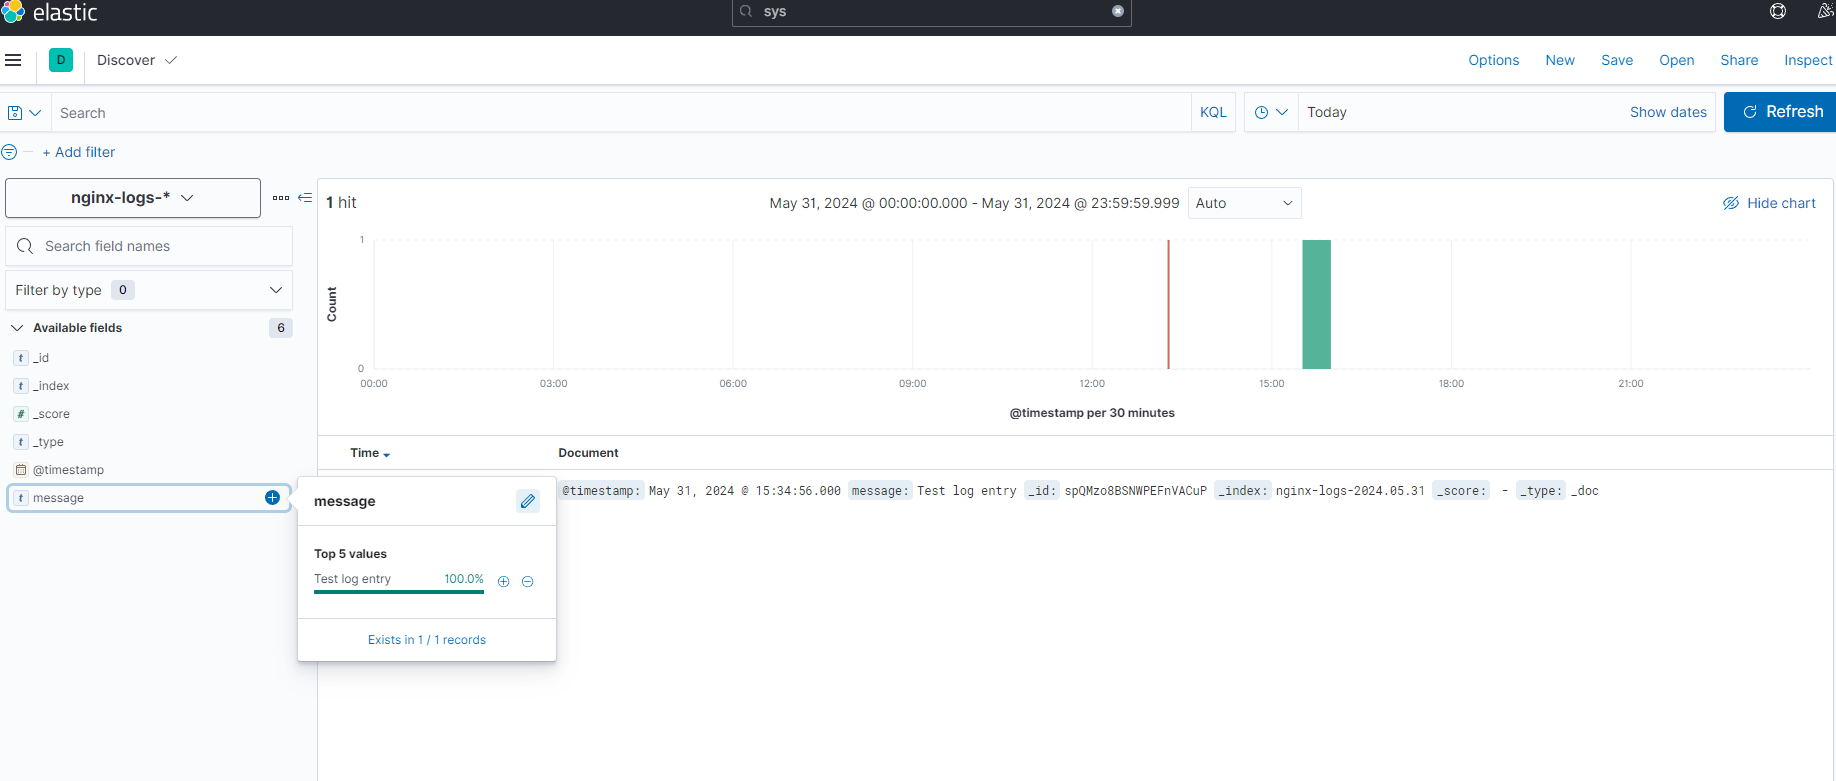 elastic
sys
D Discover
Options New Save Open Share Inspect
Search KQL Today Show dates Refresh
+ Add filter
nginx-logs-*
Search field names
Filter by type 0
Available fields 6
t _id
t _index
# _score
t _type
@timestamp
t message
1 hit
May 31, 2024 @ 00:00:00.000 - May 31, 2024 @ 23:59:59.999 Auto Hide chart
1
Count
0
00:00 03:00 06:00 09:00 12:00 15:00 18:00 21:00
@timestamp per 30 minutes
Time Document
@timestamp: May 31, 2024 @ 15:34:56.000 message: Test log entry _id: spQMzo8BSNWPEFnVACuP _index: nginx-logs-2024.05.31 _score: - _type: _doc
message
Top 5 values
Test log entry 100.0%
Exists in 1 / 1 records